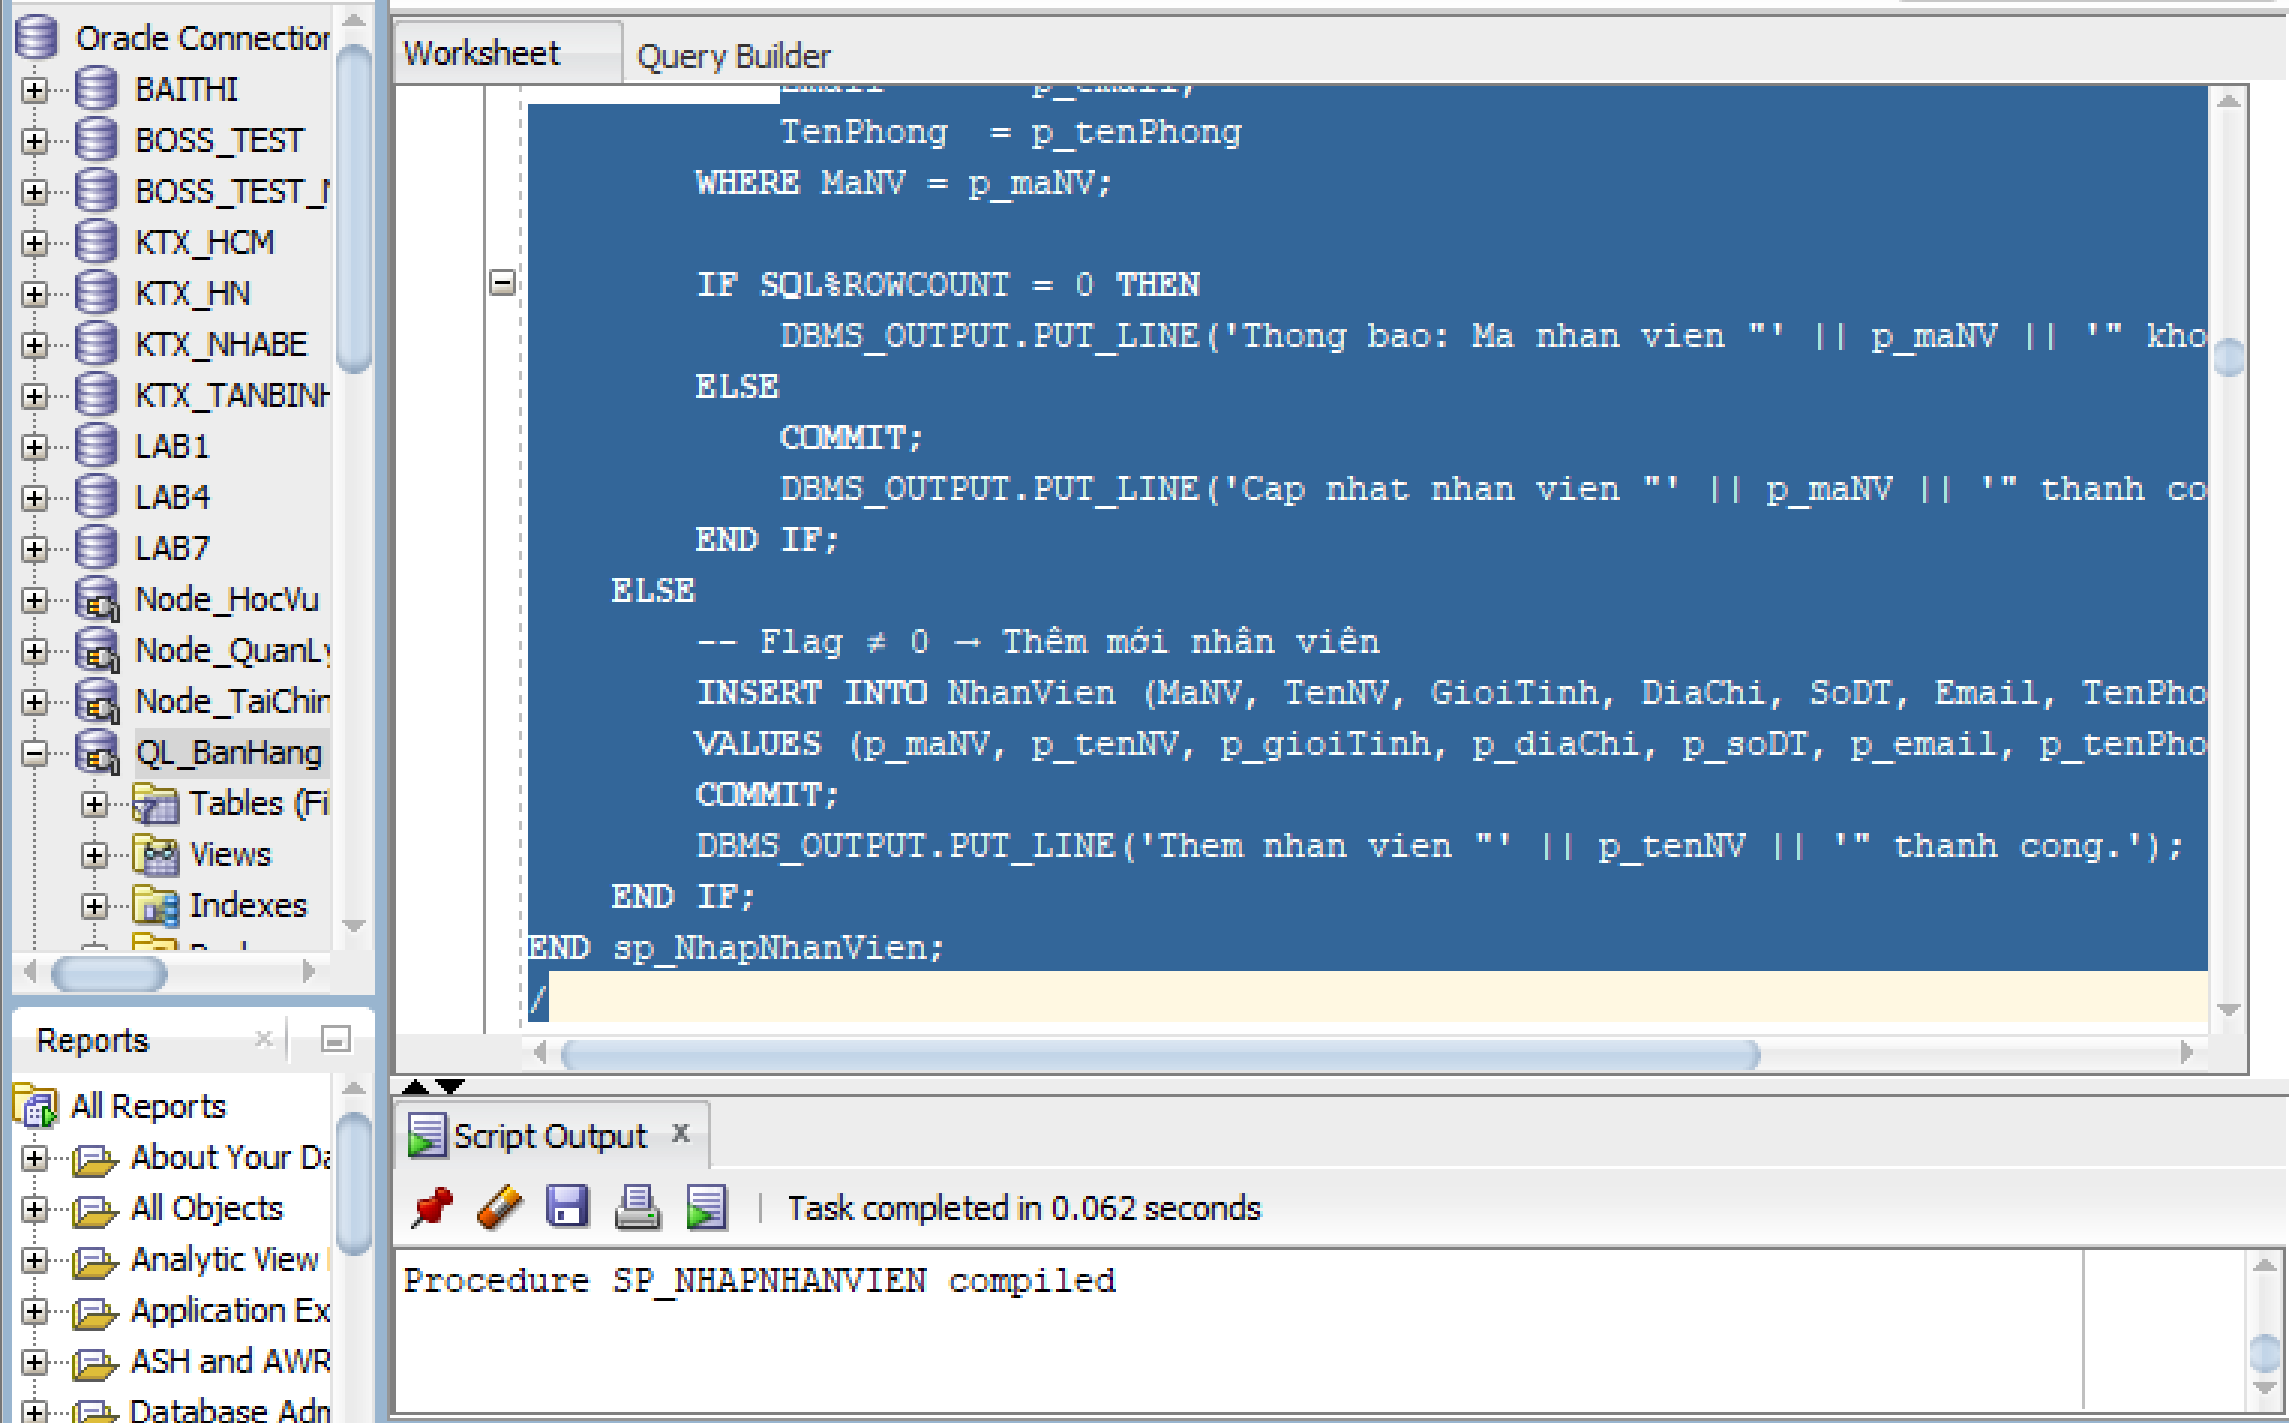 Oracle Connection
BAITHI
BOSS_TEST
BOSS_TEST_
KTX_HCM
KTX_HN
KTX_NHABE
KTX_TANBINH
LAB1
LAB4
LAB7
Node_HocVu
Node_QuanLy
Node_TaiChin
QL_BanHang
Tables (Fi
Views
Indexes
Reports
All Reports
About Your Da
All Objects
Analytic View
Application Ex
ASH and AWR
Database Adm
Worksheet
Query Builder
Email p_email,
TenPhong = p_tenPhong
WHERE MaNV = p_maNV;
IF SQL%ROWCOUNT = 0 THEN
DBMS_OUTPUT.PUT_LINE('Thong bao: Ma nhan vien "' || p_maNV || '" kho
ELSE
COMMIT;
DBMS_OUTPUT.PUT_LINE('Cap nhat nhan vien "' || p_maNV || '" thanh co
END IF;
ELSE
-- Flag ≠ 0 → Thêm mới nhân viên
INSERT INTO NhanVien (MaNV, TenNV, GioiTinh, DiaChi, SoDT, Email, TenPho
VALUES (p_maNV, p_tenNV, p_gioiTinh, p_diaChi, p_soDT, p_email, p_tenPho
COMMIT;
DBMS_OUTPUT.PUT_LINE('Them nhan vien "' || p_tenNV || '" thanh cong.');
END IF;
END sp_NhapNhanVien;
/
Script Output x
Task completed in 0.062 seconds
Procedure SP_NHAPNHANVIEN compiled